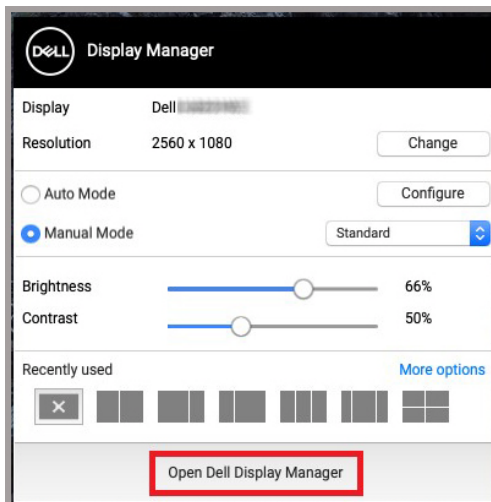 DELL Display Manager
Display Dell
Resolution 2560 x 1080 Change
Auto Mode Configure
Manual Mode Standard
Brightness 66%
Contrast 50%
Recently used More options
Open Dell Display Manager